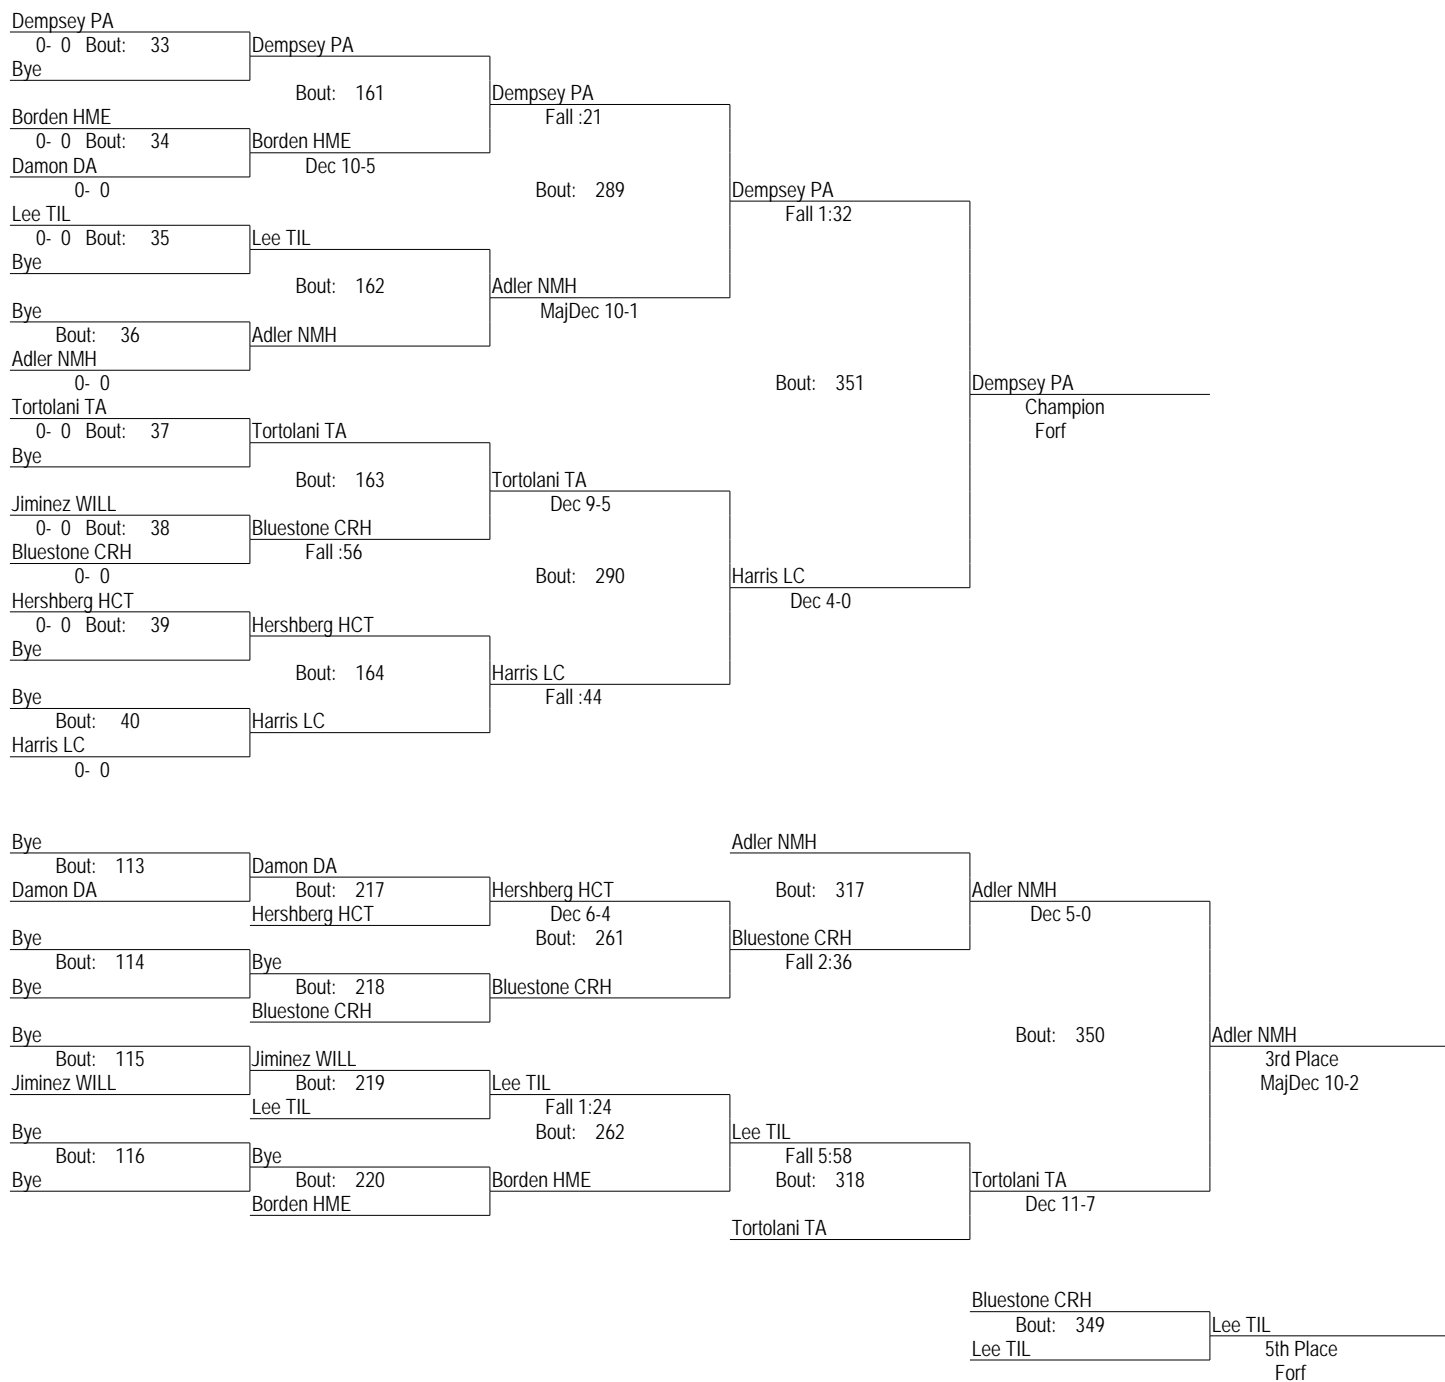 Dempsey PA
0- 0 Bout: 33 Dempsey PA
Bye
Bout: 161 Dempsey PA
Borden HME Fall :21
0- 0 Bout: 34 Borden HME
Damon DA Dec 10-5
0- 0 Bout: 289 Dempsey PA
Lee TIL Fall 1:32
0- 0 Bout: 35 Lee TIL
Bye
Bout: 162 Adler NMH
Bye MajDec 10-1
Bout: 36 Adler NMH
Adler NMH
0- 0 Bout: 351 Dempsey PA
Tortolani TA Champion
0- 0 Bout: 37 Tortolani TA Forf
Bye
Bout: 163 Tortolani TA
Jiminez WILL Dec 9-5
0- 0 Bout: 38 Bluestone CRH
Bluestone CRH Fall :56
0- 0 Bout: 290 Harris LC
Hershberg HCT Dec 4-0
0- 0 Bout: 39 Hershberg HCT
Bye
Bout: 164 Harris LC
Bye Fall :44
Bout: 40 Harris LC
Harris LC
0- 0
Bye Adler NMH
Bout: 113 Damon DA
Damon DA Bout: 217 Hershberg HCT Bout: 317 Adler NMH
Hershberg HCT Dec 6-4 Dec 5-0
Bye Bout: 261 Bluestone CRH
Bout: 114 Bye Fall 2:36
Bye Bout: 218 Bluestone CRH
Bluestone CRH
Bye Bout: 350 Adler NMH
Bout: 115 Jiminez WILL 3rd Place
Jiminez WILL Bout: 219 Lee TIL MajDec 10-2
Lee TIL Fall 1:24
Bye Bout: 262 Lee TIL
Bout: 116 Bye Fall 5:58
Bye Bout: 220 Borden HME Bout: 318 Tortolani TA
Borden HME Dec 11-7
Tortolani TA
Bluestone CRH
Bout: 349 Lee TIL
Lee TIL 5th Place
Forf